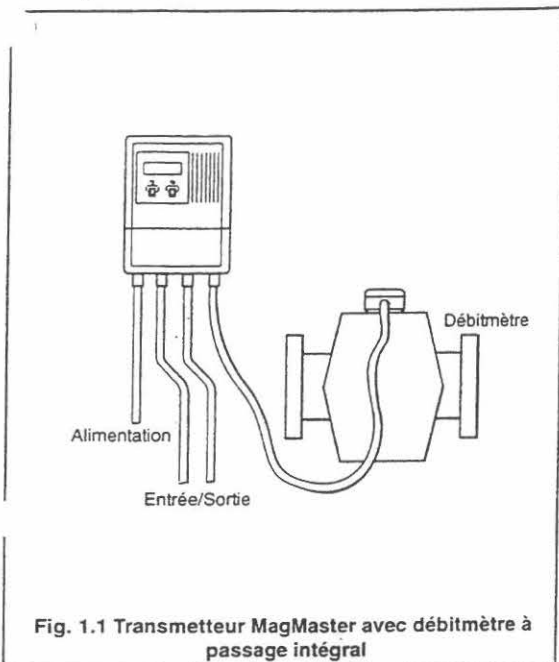 Débitmètre
Alimentation
Entrée/Sortie
Fig. 1.1 Transmetteur MagMaster avec débitmètre à
passage intégral